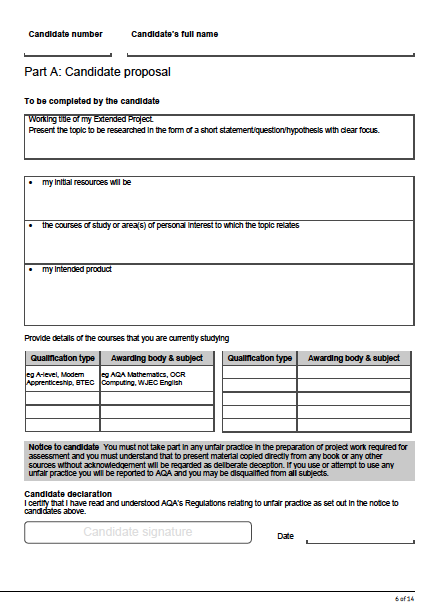 Candidate number Candidate's full name
Part A: Candidate proposal
To be completed by the candidate
Working title of my Extended Project.
Present the topic to be researched in the form of a short statement/question/hypothesis with clear focus.
• my initial resources will be
• the courses of study or area(s) of personal interest to which the topic relates
• my intended product
Provide details of the courses that you are currently studying
Qualification type Awarding body & subject Qualification type Awarding body & subject
eg A-level, Modern eg AQA Mathematics, OCR
Apprenticeship, BTEC Computing, WJEC English
Notice to candidate You must not take part in any unfair practice in the preparation of project work required for
assessment and you must understand that to present material copied directly from any book or any other
sources without acknowledgement will be regarded as deliberate deception. If you use or attempt to use any
unfair practice you will be reported to AQA and you may be disqualified from all subjects.
Candidate declaration
I certify that I have read and understood AQA's Regulations relating to unfair practice as set out in the notice to
candidates above.
Candidate signature
Date
6 of 14